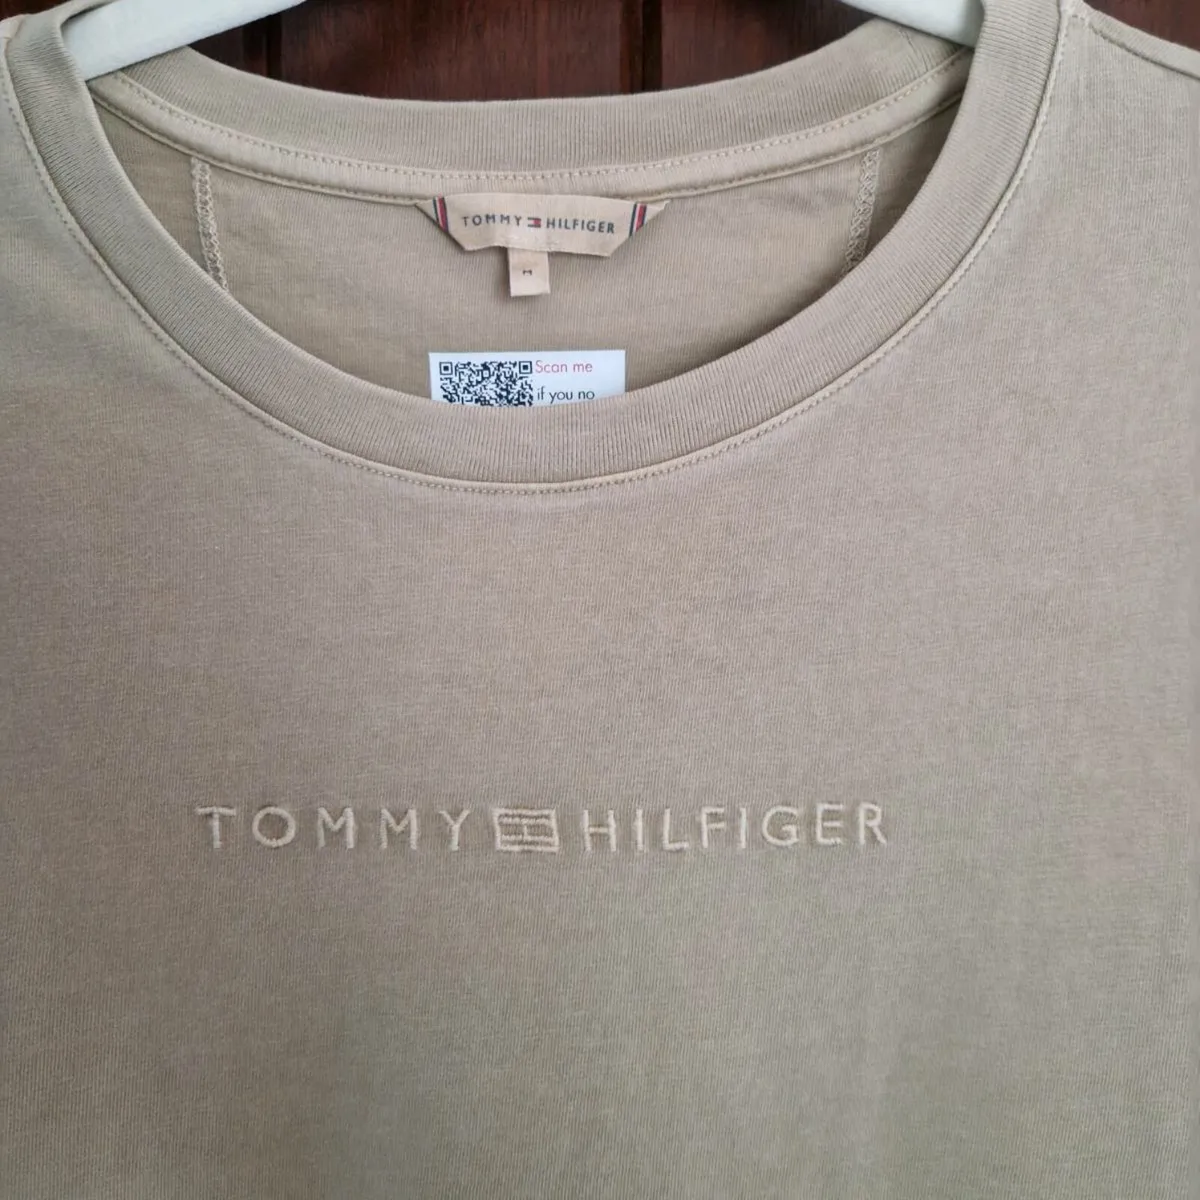 TOMMY HILFIGER
M
Scan me
if you no
TOMMY HILFIGER